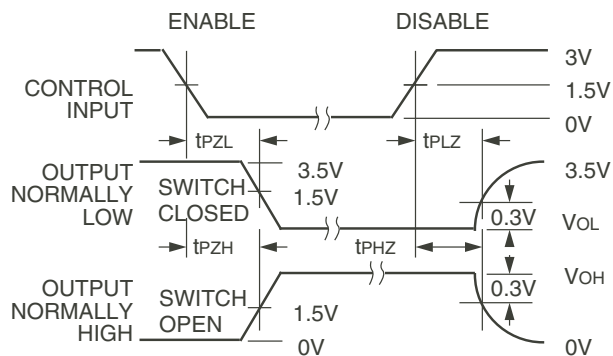 ENABLE DISABLE
3V
CONTROL
INPUT
1.5V
0V
tPZL tPLZ
OUTPUT
NORMALLY
LOW
SWITCH
CLOSED
3.5V
1.5V
3.5V
0.3V
VOL
tPZH tPHZ
OUTPUT
NORMALLY
HIGH
SWITCH
OPEN
1.5V
0V
VOH
0.3V
0V